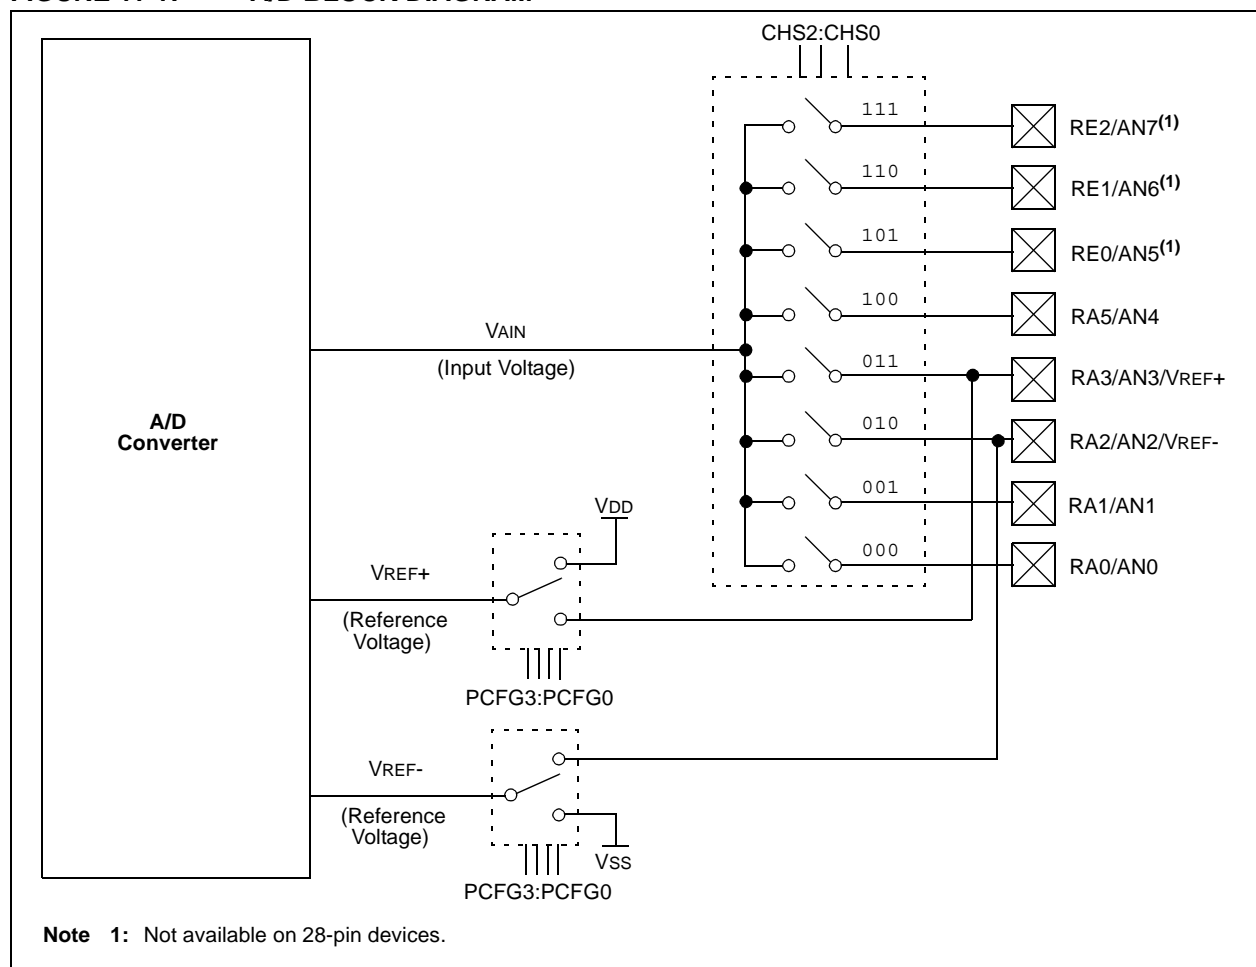 CHS2:CHS0
111
RE2/AN7(1)
110
RE1/AN6(1)
101
RE0/AN5(1)
100
RA5/AN4
VAIN
(Input Voltage)
011
RA3/AN3/VREF+
A/D
Converter
010
RA2/AN2/VREF-
001
RA1/AN1
VDD
000
RA0/AN0
VREF+
(Reference
Voltage)
PCFG3:PCFG0
VREF-
(Reference
Voltage)
VSS
PCFG3:PCFG0
Note 1: Not available on 28-pin devices.